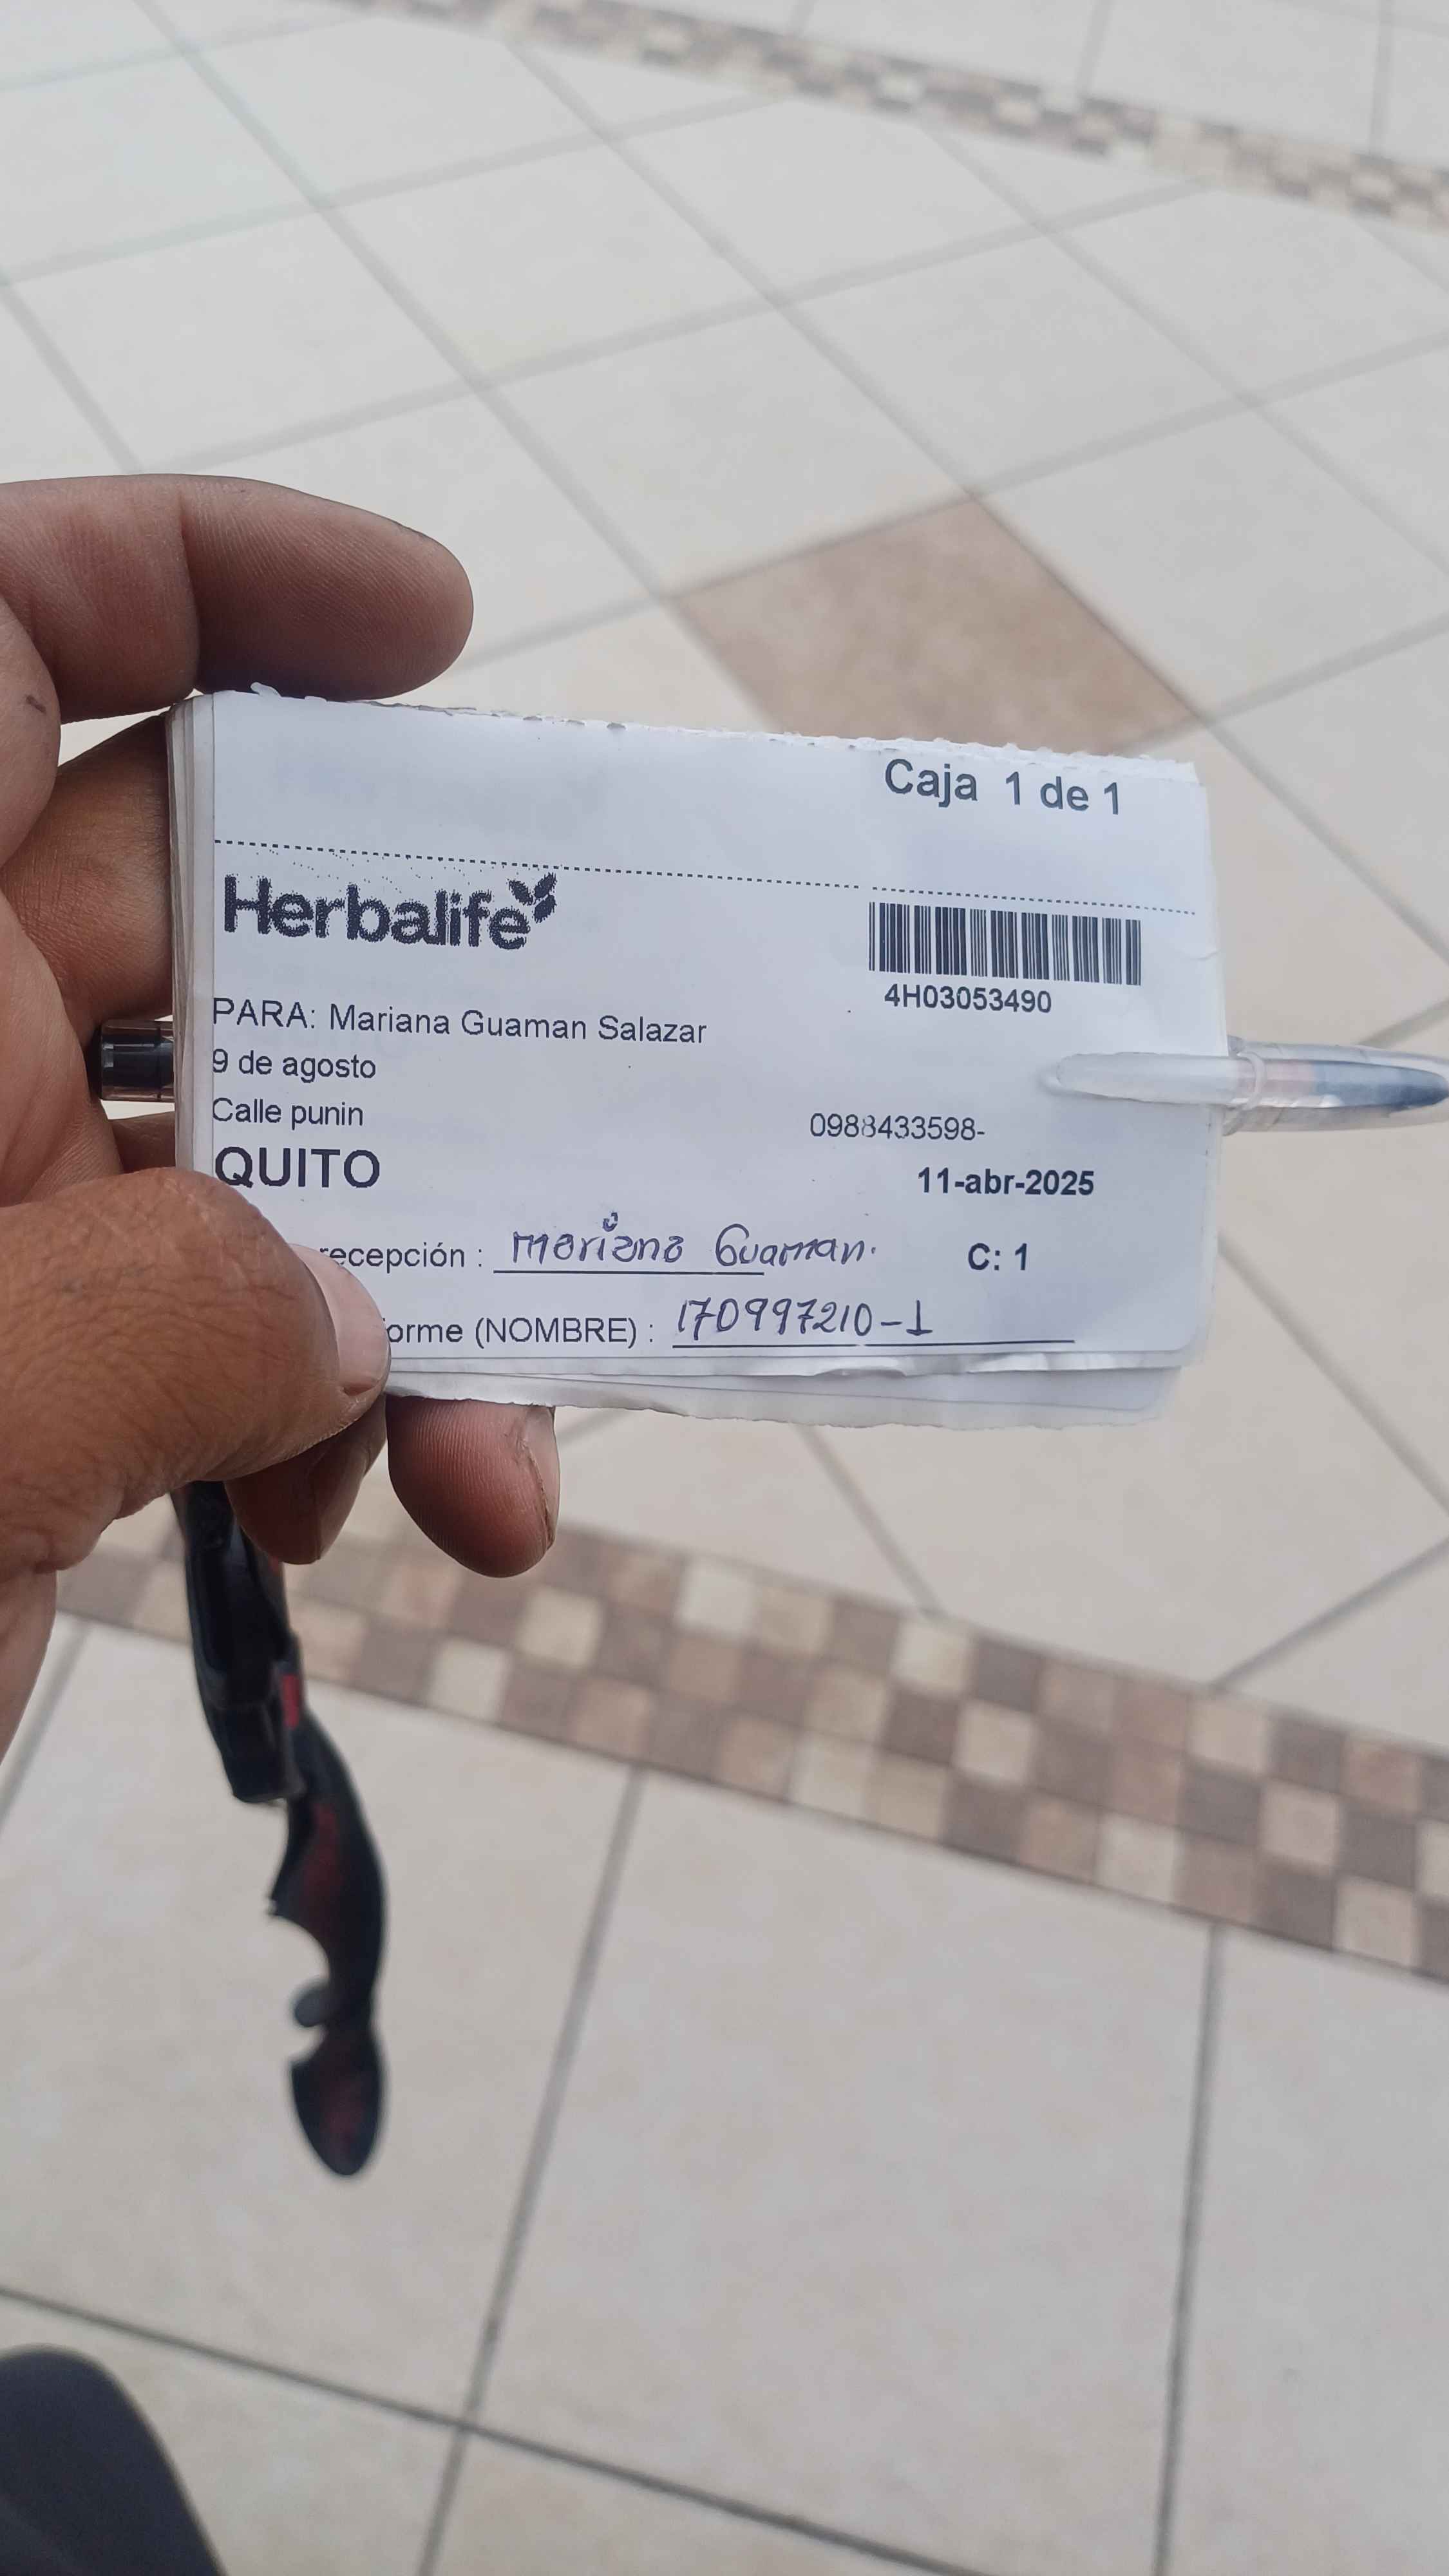 Caja 1 de 1
Herbalife
4H03053490
PARA: Mariana Guaman Salazar
9 de agosto
Calle punin
0988433598-
QUITO
11-abr-2025
recepción : mariana Guaman.
C: 1
orme (NOMBRE) : 170997210-1